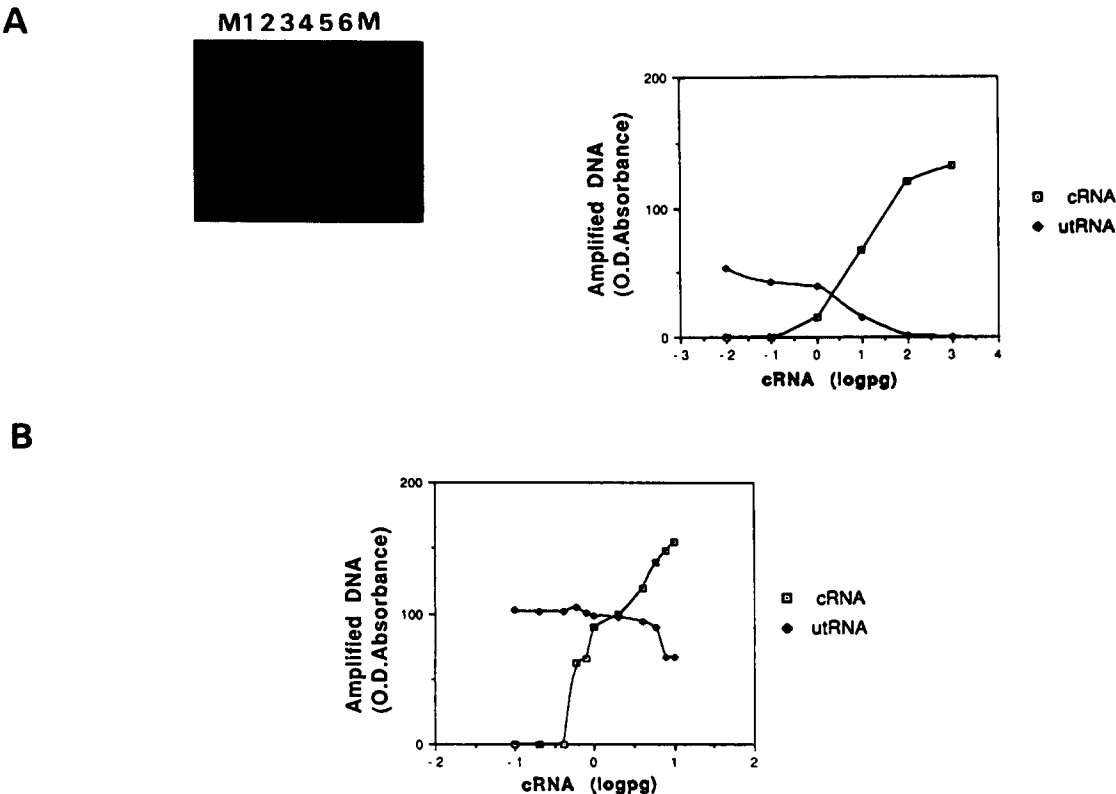 A
M123456M
200
100
0
Amplified DNA
(O.D.Absorbance)
-3 -2 -1 0 1 2 3 4
cRNA (logpg)
cRNA
utRNA
B
200
100
0
Amplified DNA
(O.D.Absorbance)
-2 -1 0 1 2
cRNA (logpg)
cRNA
utRNA